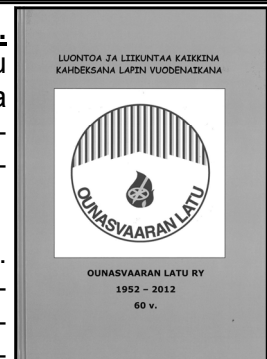 LUONTOA JA LIIKUNTAA KAIKKINA
KAHDEKSANA LAPIN VUODENAIKANA
OUNASVAARAN LATU
OUNASVAARAN LATU RY
1952 – 2012
60 v.